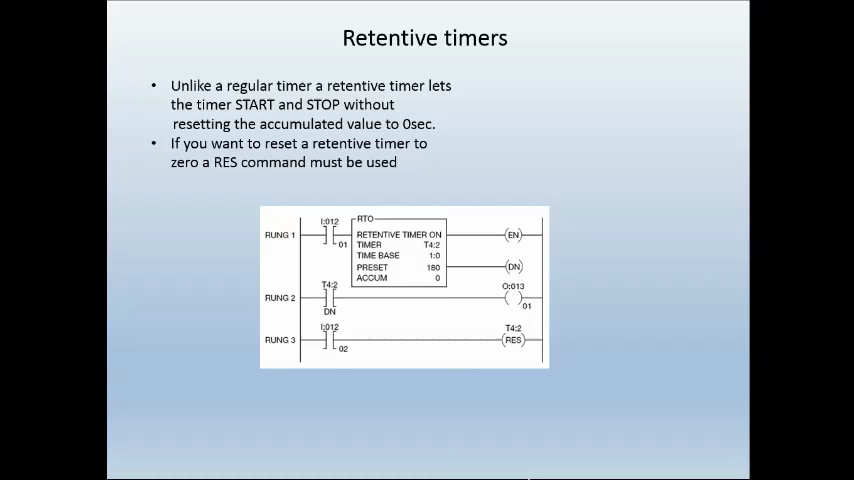 Retentive timers
• Unlike a regular timer a retentive timer lets
the timer START and STOP without
resetting the accumulated value to 0sec.
• If you want to reset a retentive timer to
zero a RES command must be used
I:012
RTO
RUNG 1
RETENTIVE TIMER ON
EN
01
TIMER T4:2
TIME BASE 1:0
PRESET 180
DN
ACCUM 0
T4:2
O:013
RUNG 2
01
DN
I:012
T4:2
RUNG 3
RES
02